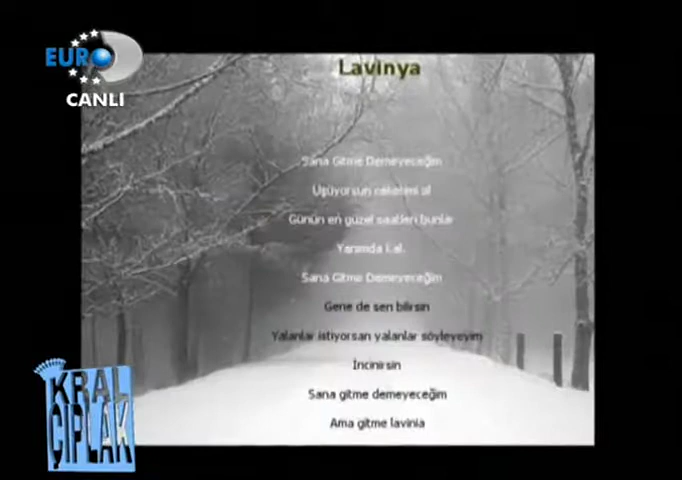 EURO D
CANLI
Lavinya
Sana Gitme Demeyeceğim
Üşüyorsun ceketimi al
Günün en güzel saatleri bunlar
Yanımda kal.
Sana Gitme Demeyeceğim
Gene de sen bilirsin
Yalanlar istiyorsan yalanlar söyleyeyim
İncinirsin
Sana gitme demeyeceğim
Ama gitme lavinia
KRAL
ÇIPLAK